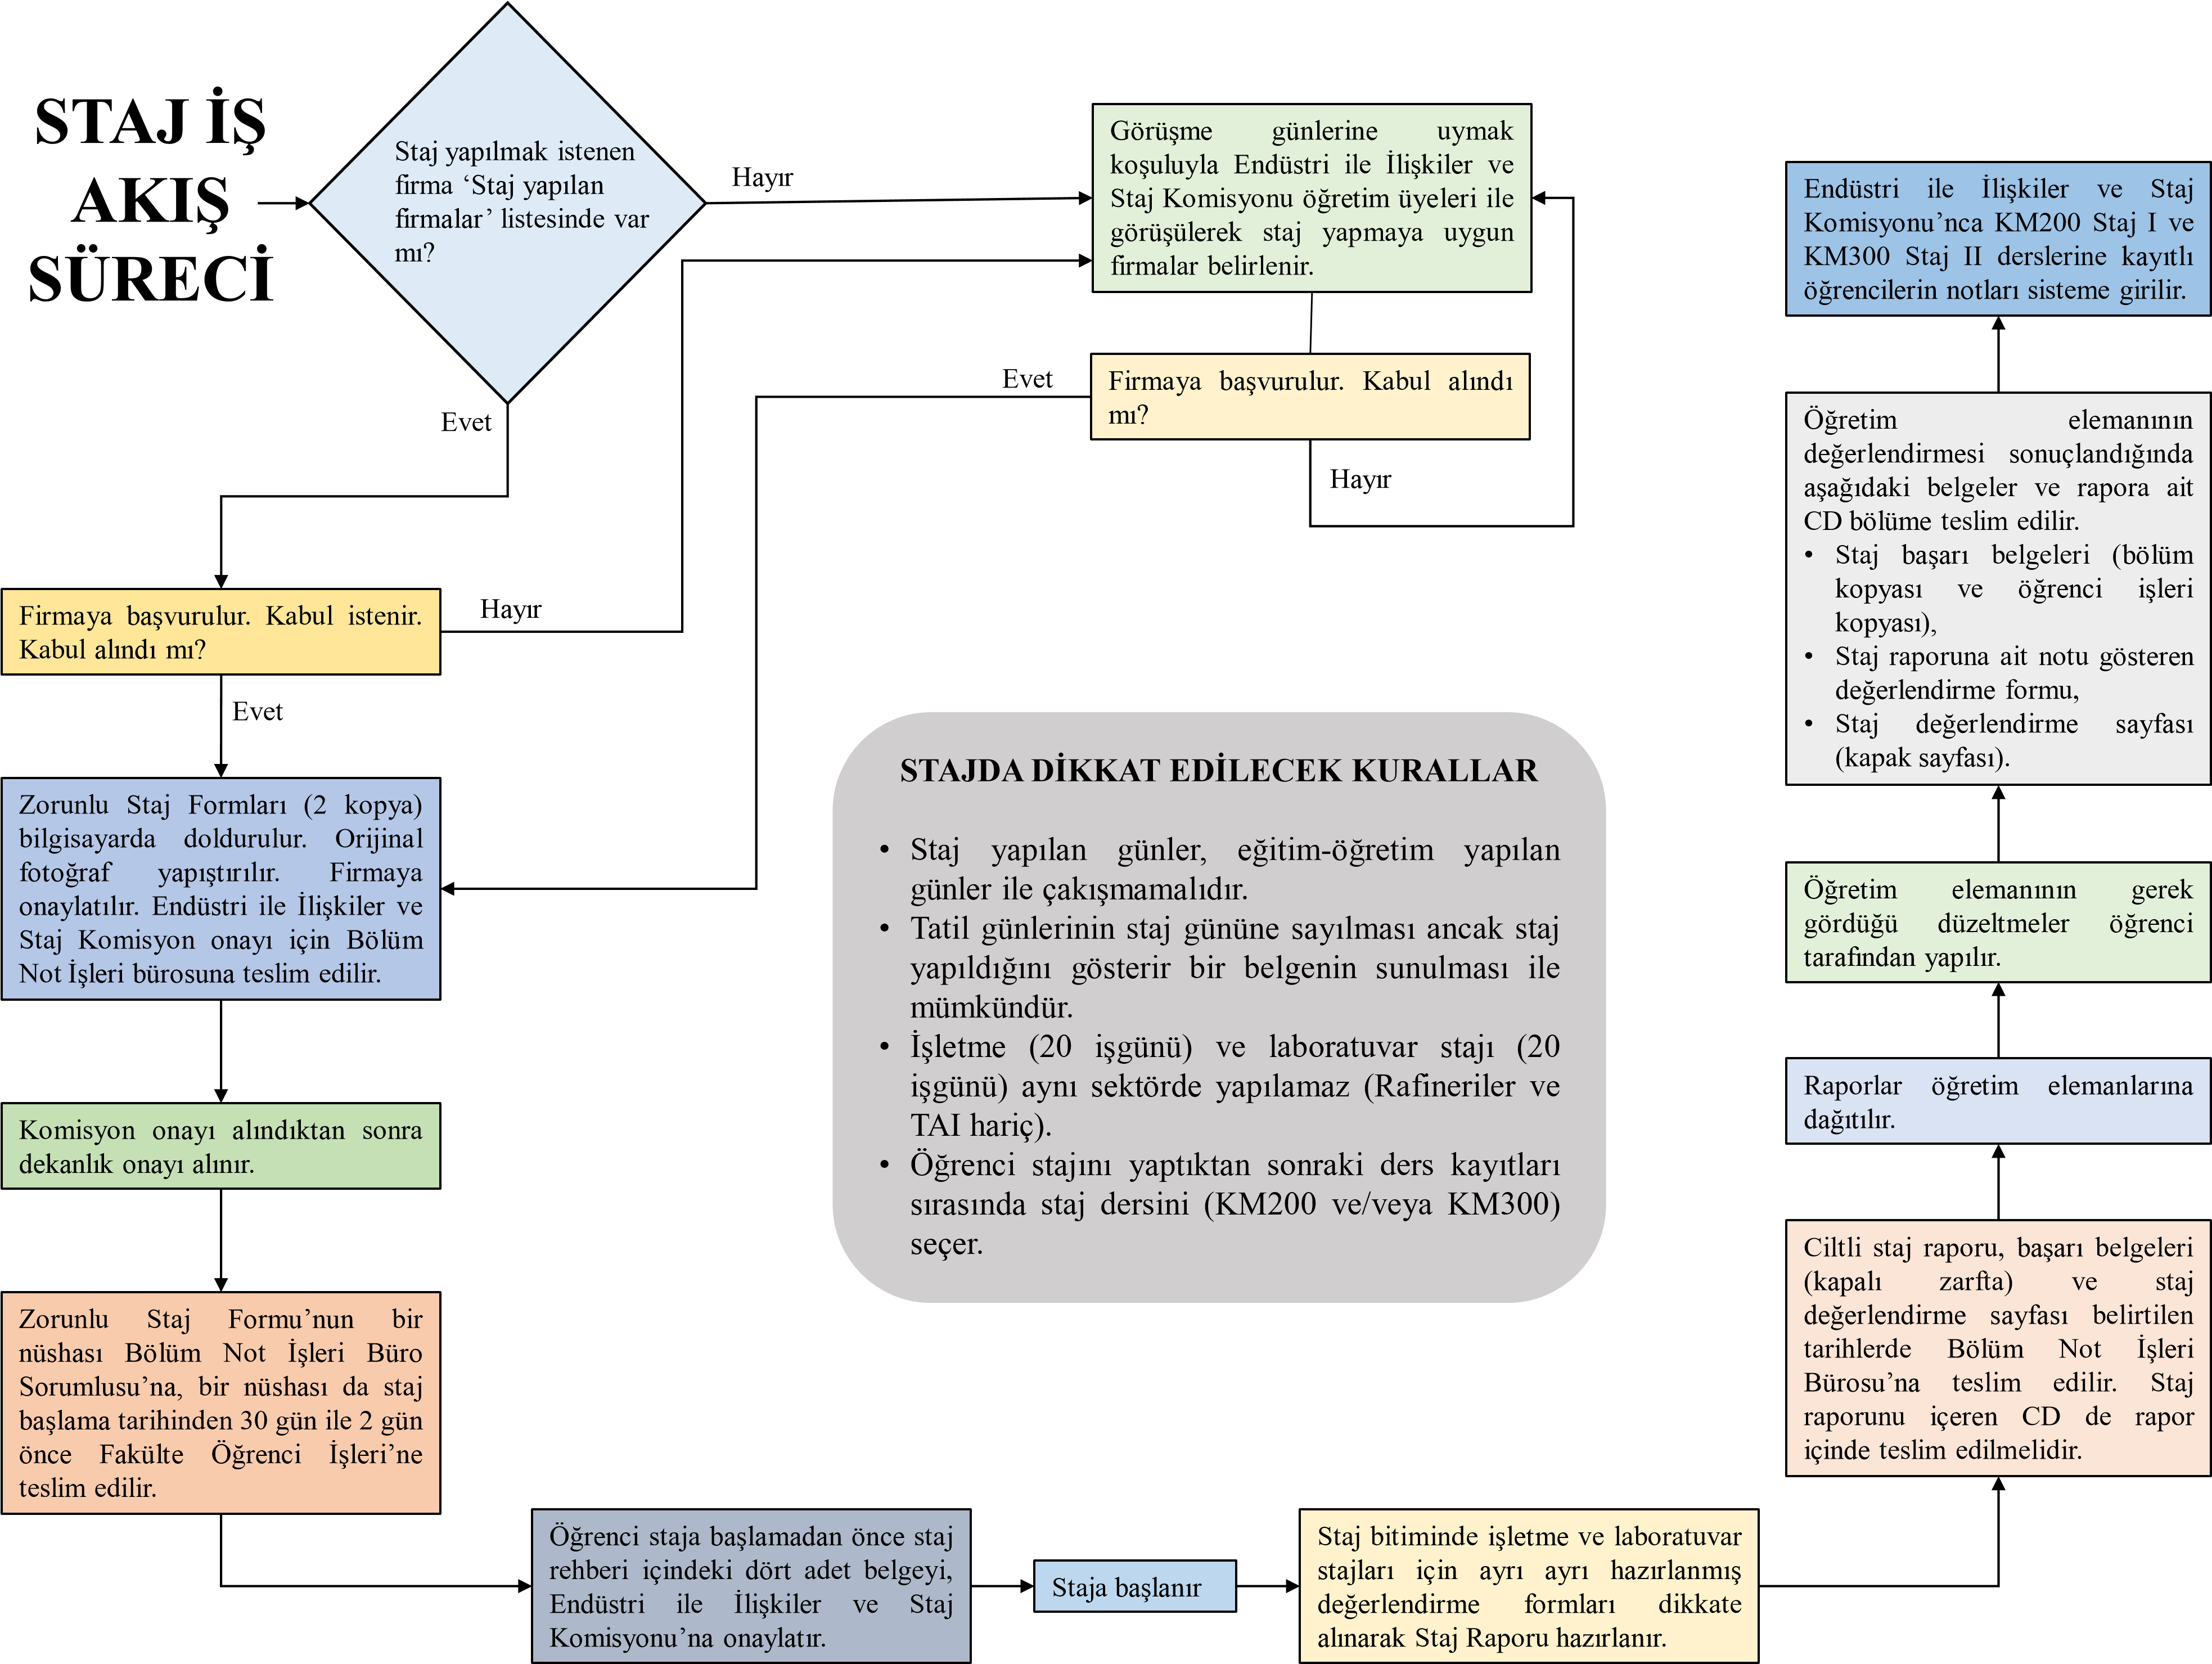 STAJ İŞ
AKIŞ
SÜRECİ
Staj yapılmak istenen
firma ‘Staj yapılan
firmalar’ listesinde var
mı?
Hayır
Evet
Görüşme günlerine uymak
koşuluyla Endüstri ile İlişkiler ve
Staj Komisyonu öğretim üyeleri ile
görüşülerek staj yapmaya uygun
firmalar belirlenir.
Evet
Firmaya başvurulur. Kabul alındı
mı?
Hayır
Firmaya başvurulur. Kabul istenir.
Kabul alındı mı?
Hayır
Evet
Zorunlu Staj Formları (2 kopya)
bilgisayarda doldurulur. Orijinal
fotoğraf yapıştırılır. Firmaya
onaylatılır. Endüstri ile İlişkiler ve
Staj Komisyon onayı için Bölüm
Not İşleri bürosuna teslim edilir.
Komisyon onayı alındıktan sonra
dekanlık onayı alınır.
Zorunlu Staj Formu’nun bir
nüshası Bölüm Not İşleri Büro
Sorumlusu’na, bir nüshası da staj
başlama tarihinden 30 gün ile 2 gün
önce Fakülte Öğrenci İşleri’ne
teslim edilir.
Öğrenci staja başlamadan önce staj
rehberi içindeki dört adet belgeyi,
Endüstri ile İlişkiler ve Staj
Komisyonu’na onaylatır.
Staja başlanır
Staj bitiminde işletme ve laboratuvar
stajları için ayrı ayrı hazırlanmış
değerlendirme formları dikkate
alınarak Staj Raporu hazırlanır.
Ciltli staj raporu, başarı belgeleri
(kapalı zarfta) ve staj
değerlendirme sayfası belirtilen
tarihlerde Bölüm Not İşleri
Bürosu’na teslim edilir. Staj
raporunu içeren CD de rapor
içinde teslim edilmelidir.
Raporlar öğretim elemanlarına
dağıtılır.
Öğretim elemanının gerek
gördüğü düzeltmeler öğrenci
tarafından yapılır.
Öğretim elemanının
değerlendirmesi sonuçlandığında
aşağıdaki belgeler ve rapora ait
CD bölüme teslim edilir.
• Staj başarı belgeleri (bölüm
kopyası ve öğrenci işleri
kopyası),
• Staj raporuna ait notu gösteren
değerlendirme formu,
• Staj değerlendirme sayfası
(kapak sayfası).
Endüstri ile İlişkiler ve Staj
Komisyonu’nca KM200 Staj I ve
KM300 Staj II derslerine kayıtlı
öğrencilerin notları sisteme girilir.
STAJDA DİKKAT EDİLECEK KURALLAR
• Staj yapılan günler, eğitim-öğretim yapılan
günler ile çakışmamalıdır.
• Tatil günlerinin staj gününe sayılması ancak staj
yapıldığını gösterir bir belgenin sunulması ile
mümkündür.
• İşletme (20 işgünü) ve laboratuvar stajı (20
işgünü) aynı sektörde yapılamaz (Rafineriler ve
TAI hariç).
• Öğrenci stajını yaptıktan sonraki ders kayıtları
sırasında staj dersini (KM200 ve/veya KM300)
seçer.